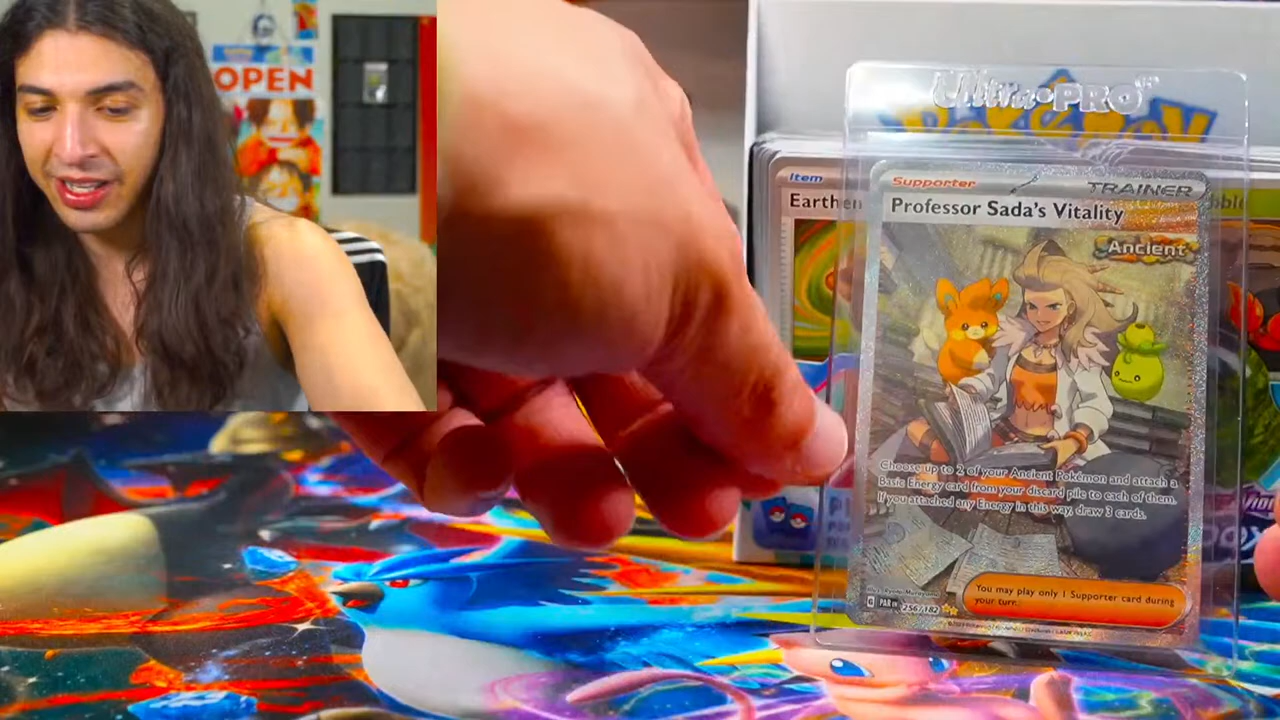 OPEN
Ultra•PRO
POKÉMON
Item
Earthen
Supporter
TRAINER
Professor Sada's Vitality
Ancient
Choose up to 2 of your Ancient Pokémon and attach a
Basic Energy card from your discard pile to each of them.
If you attached any Energy in this way, draw 3 cards.
You may play only 1 Supporter card during
your turn.
G PAR EN 256/182